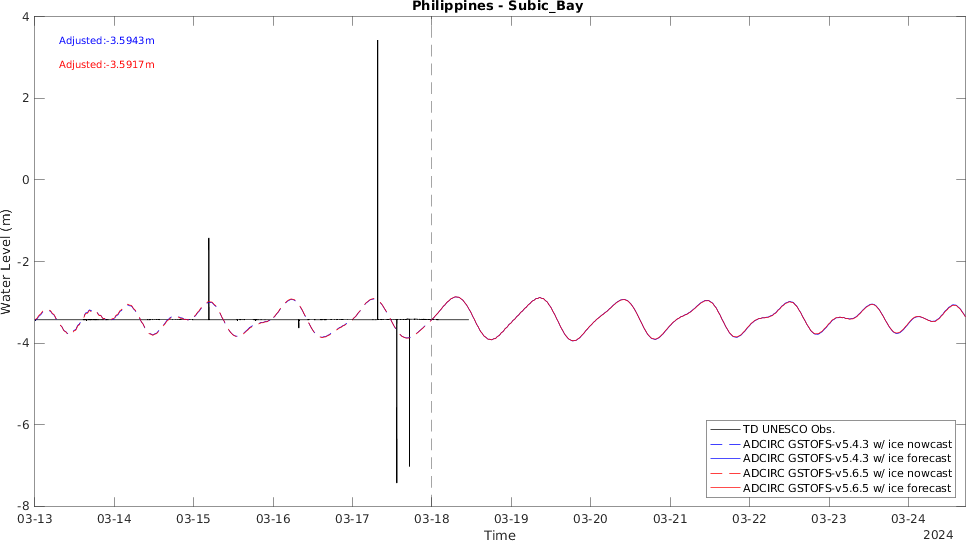 Philippines - Subic_Bay
Adjusted:-3.5943m
Adjusted:-3.5917m
Water Level (m)
4
2
0
-2
-4
-6
-8
TD UNESCO Obs.
ADCIRC GSTOFS-v5.4.3 w/ ice nowcast
ADCIRC GSTOFS-v5.4.3 w/ ice forecast
ADCIRC GSTOFS-v5.6.5 w/ ice nowcast
ADCIRC GSTOFS-v5.6.5 w/ ice forecast
03-13 03-14 03-15 03-16 03-17 03-18 03-19 03-20 03-21 03-22 03-23 03-24
Time
2024